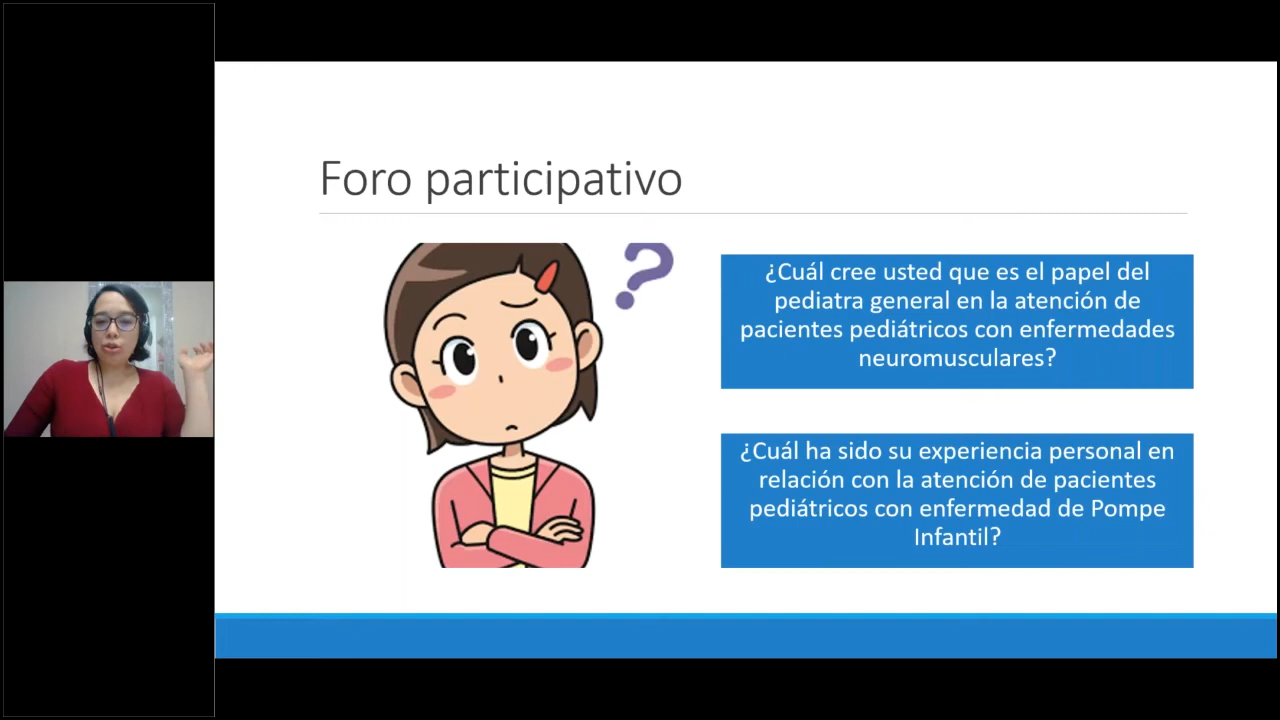 Foro participativo
?
¿Cuál cree usted que es el papel del
pediatra general en la atención de
pacientes pediátricos con enfermedades
neuromusculares?
¿Cuál ha sido su experiencia personal en
relación con la atención de pacientes
pediátricos con enfermedad de Pompe
Infantil?